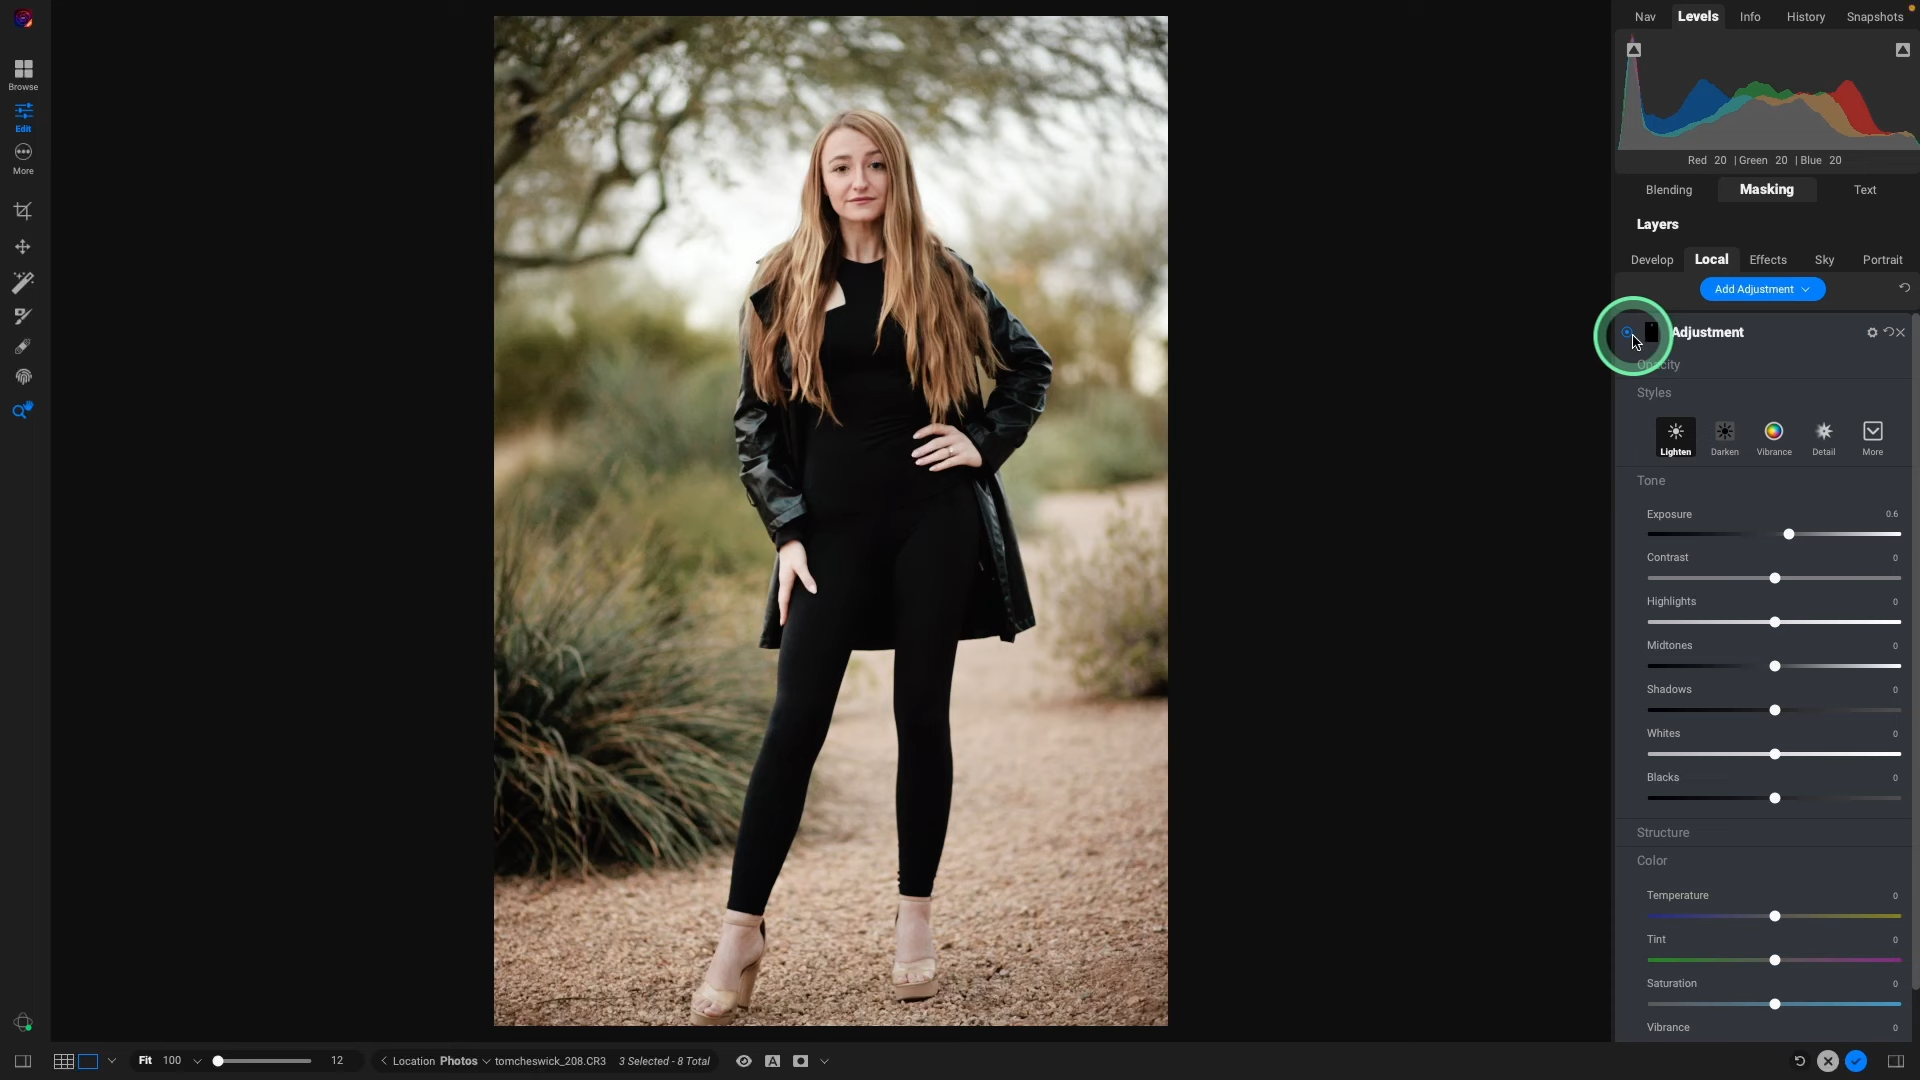 Nav Levels Info History Snapshots
Browse
Edit
More
Red 20 | Green 20 | Blue 20
Blending Masking Text
Layers
Develop Local Effects Sky Portrait
Add Adjustment
Adjustment
Opacity
Styles
Lighten Darken Vibrance Detail More
Tone
Exposure 0.6
Contrast 0
Highlights 0
Midtones 0
Shadows 0
Whites 0
Blacks 0
Structure
Color
Temperature 0
Tint 0
Saturation 0
Vibrance 0
Fit 100 12 Location Photos tomcheswick_208.CR3 3 Selected - 8 Total A